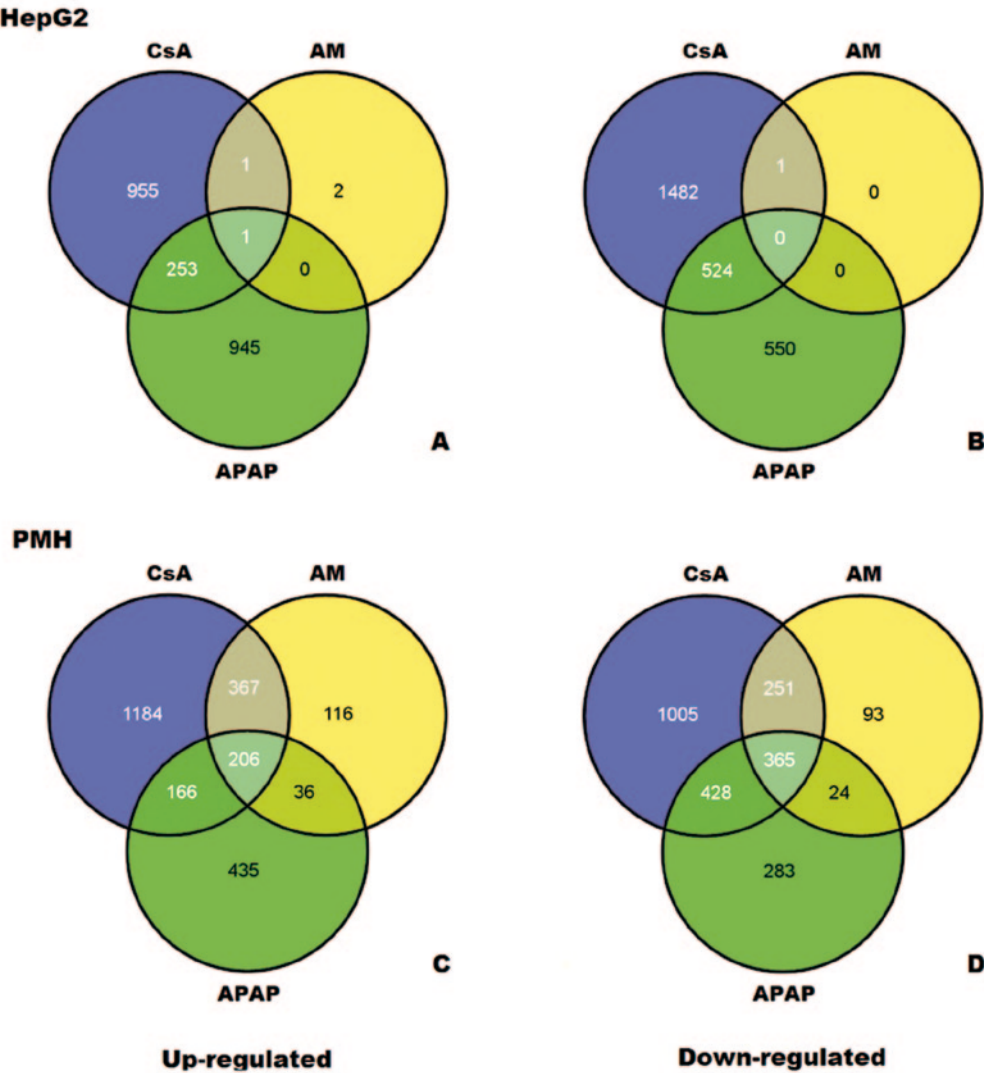 HepG2
CsA AM
1
955 2
1
253 0
945
A
APAP
CsA AM
1
1482 0
0
524 0
550
B
APAP
PMH
CsA AM
367
1184 116
206
166 36
435
C
APAP
CsA AM
251
1005 93
365
428 24
283
D
APAP
Up-regulated
Down-regulated